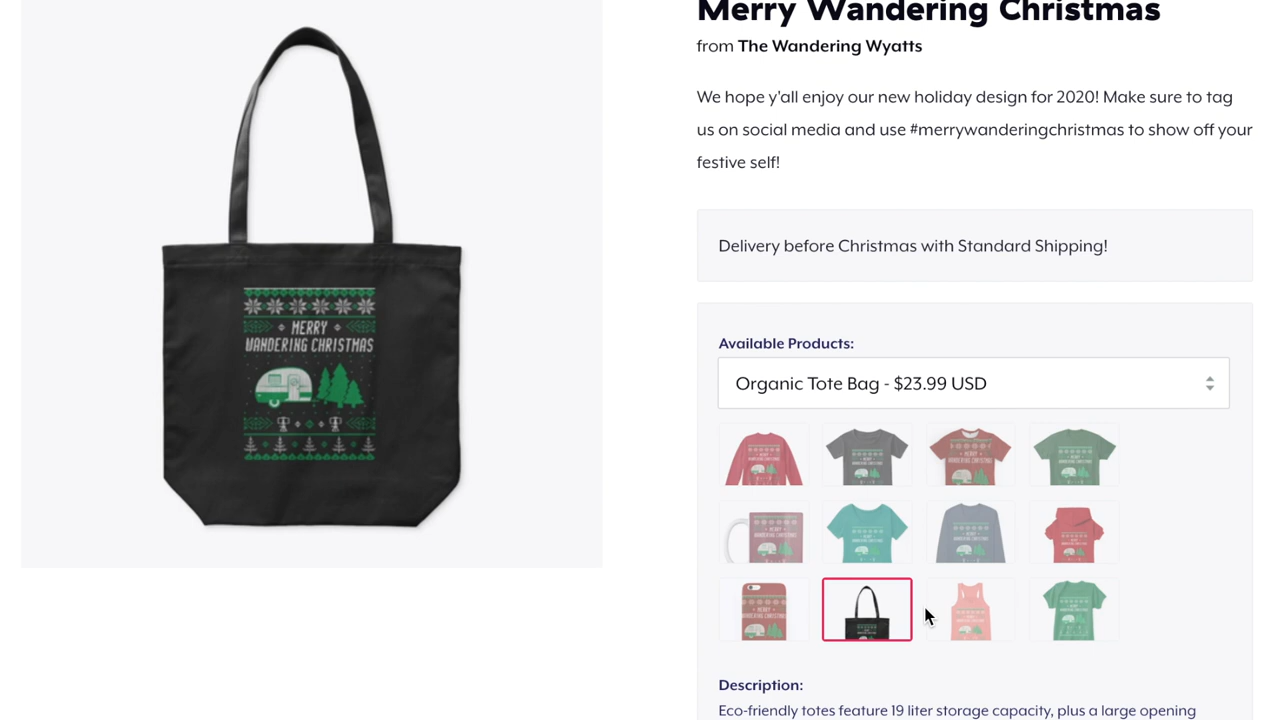 Merry Wandering Christmas
from The Wandering Wyatts
We hope y'all enjoy our new holiday design for 2020! Make sure to tag
us on social media and use #merrywanderingchristmas to show off your
festive self!
Delivery before Christmas with Standard Shipping!
Available Products:
Organic Tote Bag - $23.99 USD
Description:
Eco-friendly totes feature 19 liter storage capacity, plus a large opening
MERRY
WANDERING CHRISTMAS